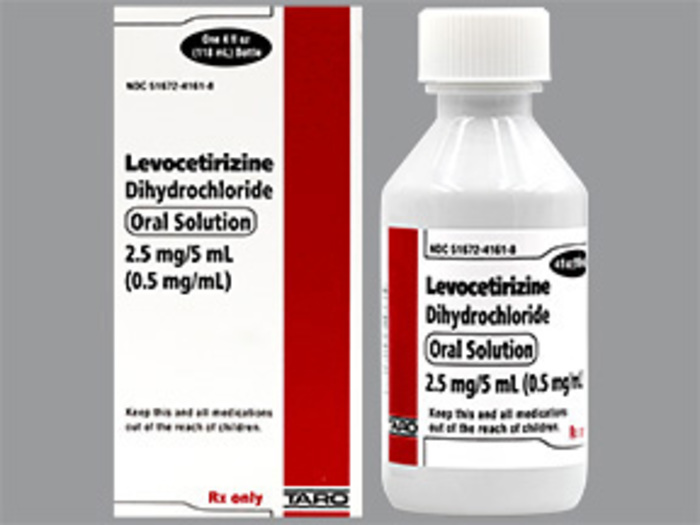 One 4 fl oz
(118 mL) Bottle
NDC 51672-4161-8
Levocetirizine
Dihydrochloride
Oral Solution
2.5 mg/5 mL
(0.5 mg/mL)
Keep this and all medications
out of the reach of children.
Rx only
TARO
NDC 51672-4161-8
Levocetirizine
Dihydrochloride
Oral Solution
2.5 mg/5 mL (0.5 mg/mL
Keep this and all medications
out of the reach of children.
TARO
Rx